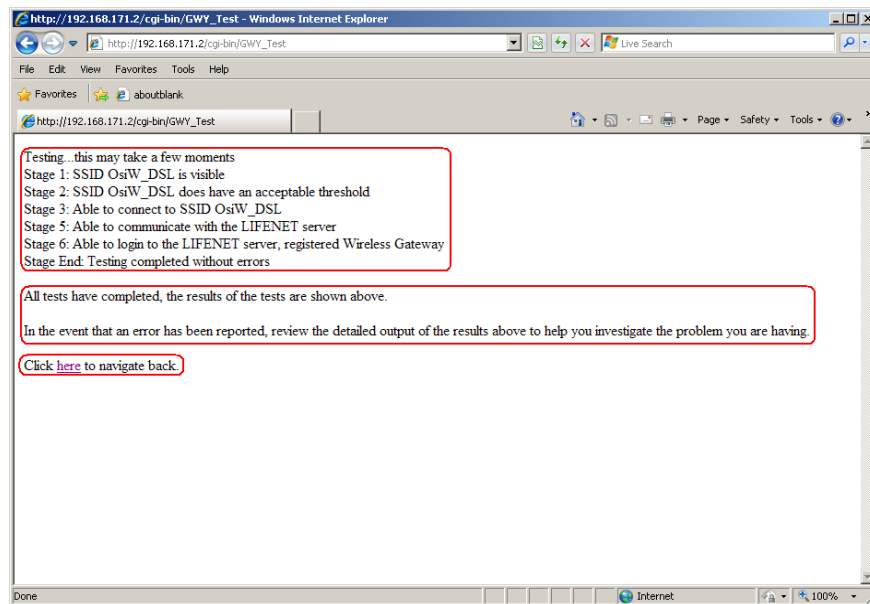 http://192.168.171.2/cgi-bin/GWY_Test - Windows Internet Explorer
http://192.168.171.2/cgi-bin/GWY_Test
Live Search
File Edit View Favorites Tools Help
Favorites aboutblank
http://192.168.171.2/cgi-bin/GWY_Test
Page Safety Tools
Testing...this may take a few moments
Stage 1: SSID OsiW_DSL is visible
Stage 2: SSID OsiW_DSL does have an acceptable threshold
Stage 3: Able to connect to SSID OsiW_DSL
Stage 5: Able to communicate with the LIFENET server
Stage 6: Able to login to the LIFENET server, registered Wireless Gateway
Stage End: Testing completed without errors
All tests have completed, the results of the tests are shown above.
In the event that an error has been reported, review the detailed output of the results above to help you investigate the problem you are having.
Click here to navigate back.
Done Internet 100%